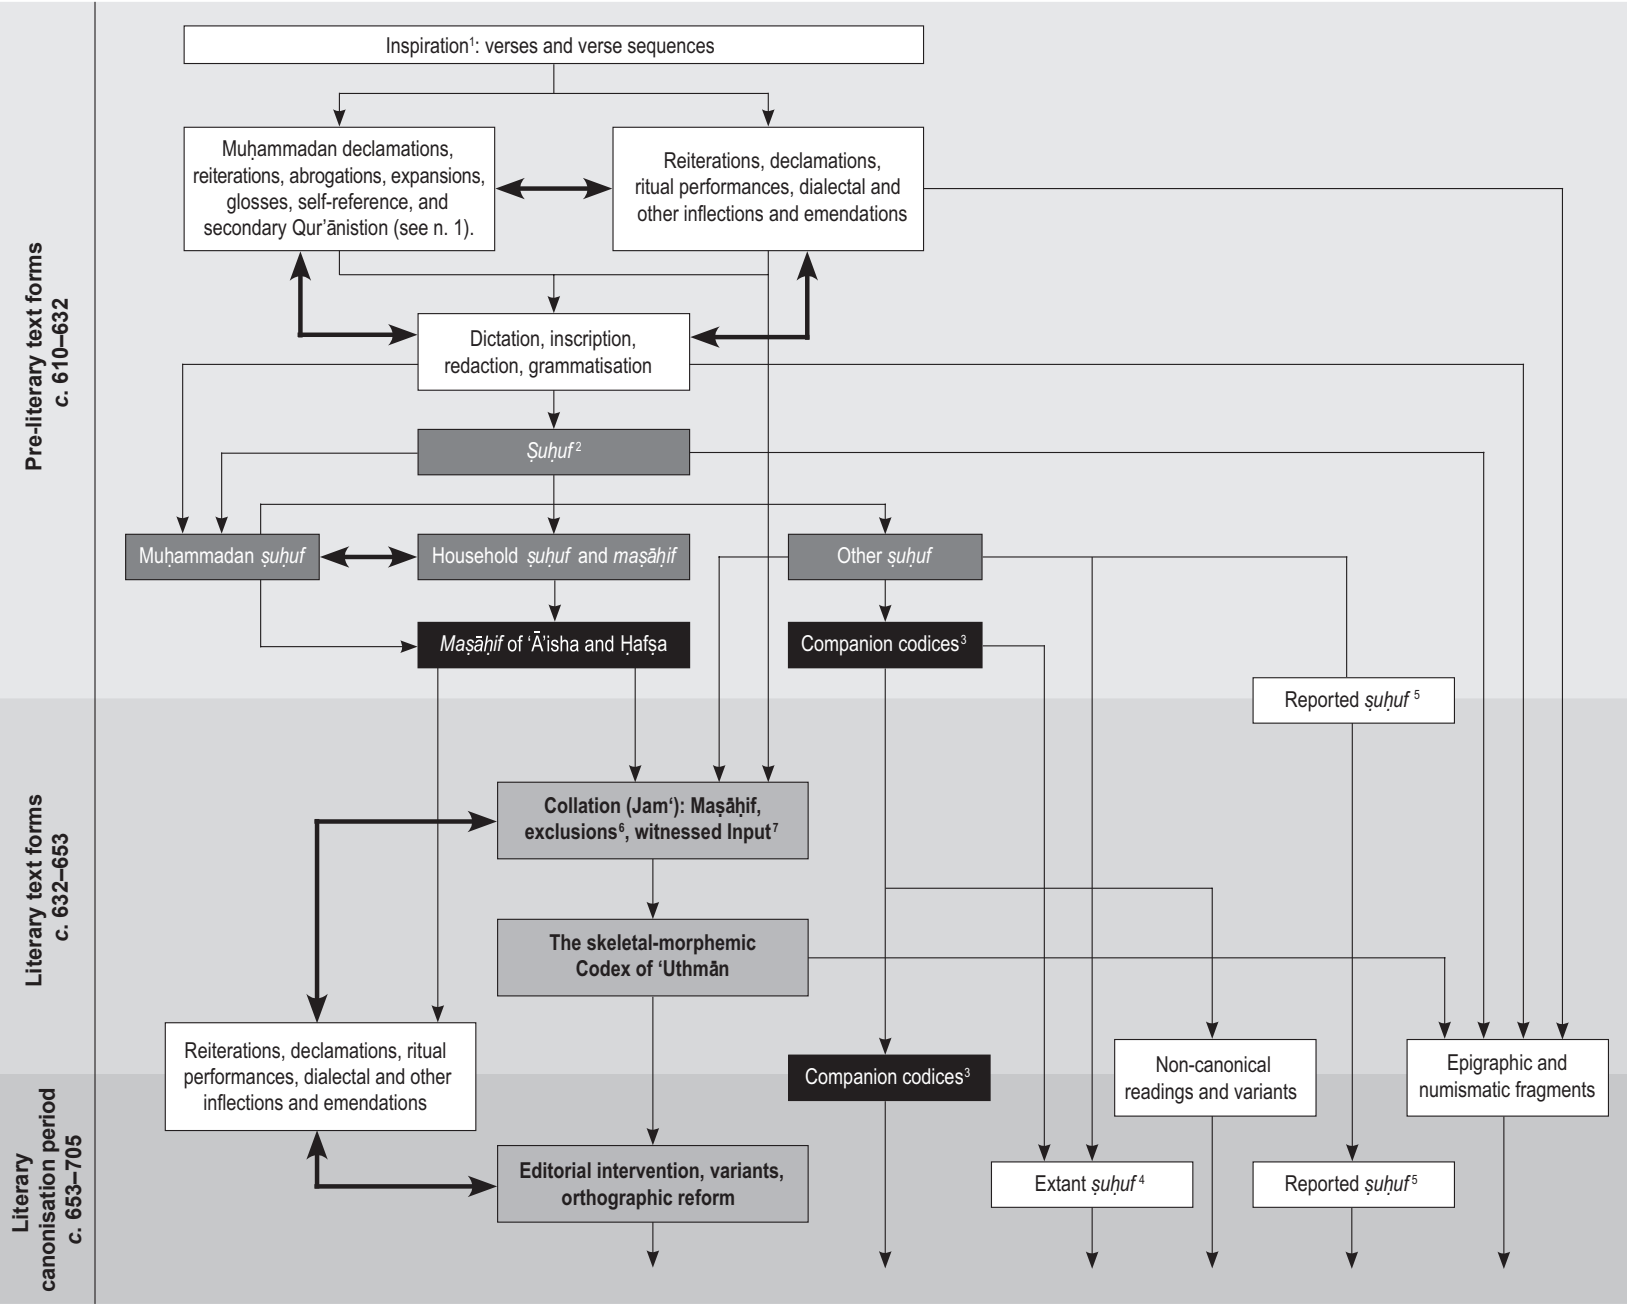 Inspiration¹: verses and verse sequences
Muḥammadan declamations,
reiterations, abrogations, expansions,
glosses, self-reference, and
secondary Qur’ānistion (see n. 1).
Reiterations, declamations,
ritual performances, dialectal and
other inflections and emendations
Pre-literary text forms
c. 610–632
Dictation, inscription,
redaction, grammatisation
Ṣuḥuf ²
Muḥammadan ṣuḥuf
Household ṣuḥuf and maṣāḥif
Other ṣuḥuf
Maṣāḥif of ‘Ā’isha and Ḥafṣa
Companion codices³
Reported ṣuḥuf ⁵
Literary text forms
c. 632–653
Collation (Jam‘): Maṣāḥif,
exclusions⁶, witnessed Input⁷
The skeletal-morphemic
Codex of ‘Uthmān
Reiterations, declamations, ritual
performances, dialectal and other
inflections and emendations
Companion codices³
Non-canonical
readings and variants
Epigraphic and
numismatic fragments
Literary
canonisation period
c. 653–705
Editorial intervention, variants,
orthographic reform
Extant ṣuḥuf ⁴
Reported ṣuḥuf⁵